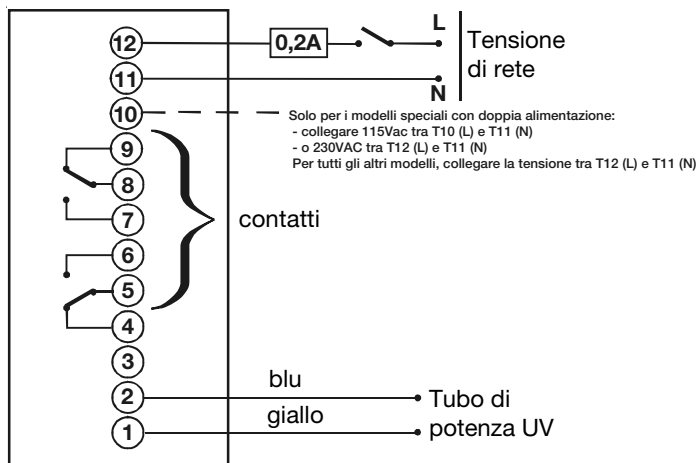 12
0,2A
L
Tensione
di rete
11
N
10
Solo per i modelli speciali con doppia alimentazione:
- collegare 115Vac tra T10 (L) e T11 (N)
- o 230VAC tra T12 (L) e T11 (N)
Per tutti gli altri modelli, collegare la tensione tra T12 (L) e T11 (N)
9
8
7
contatti
6
5
4
3
blu
2
Tubo di
giallo
potenza UV
1